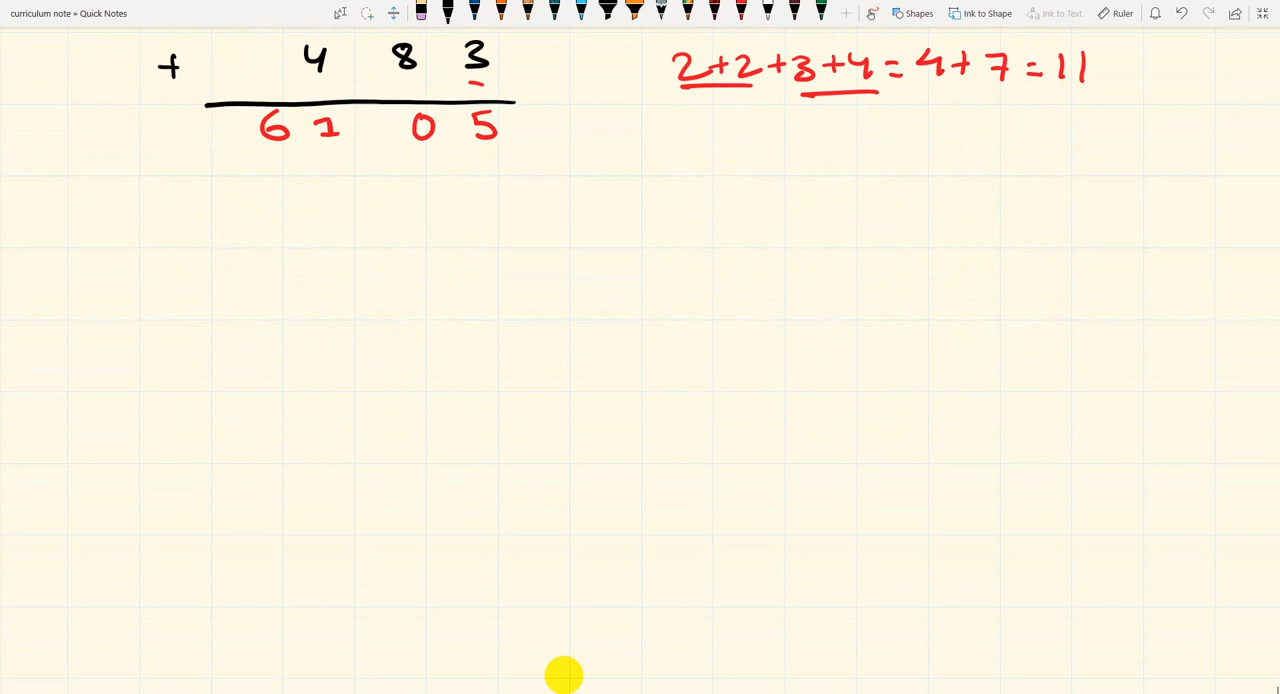 curriculum note » Quick Notes Shapes Ink to Shape Ink to Text Ruler
+ 4 8 3 2+2+3+4=4+7=11
6 1 0 5